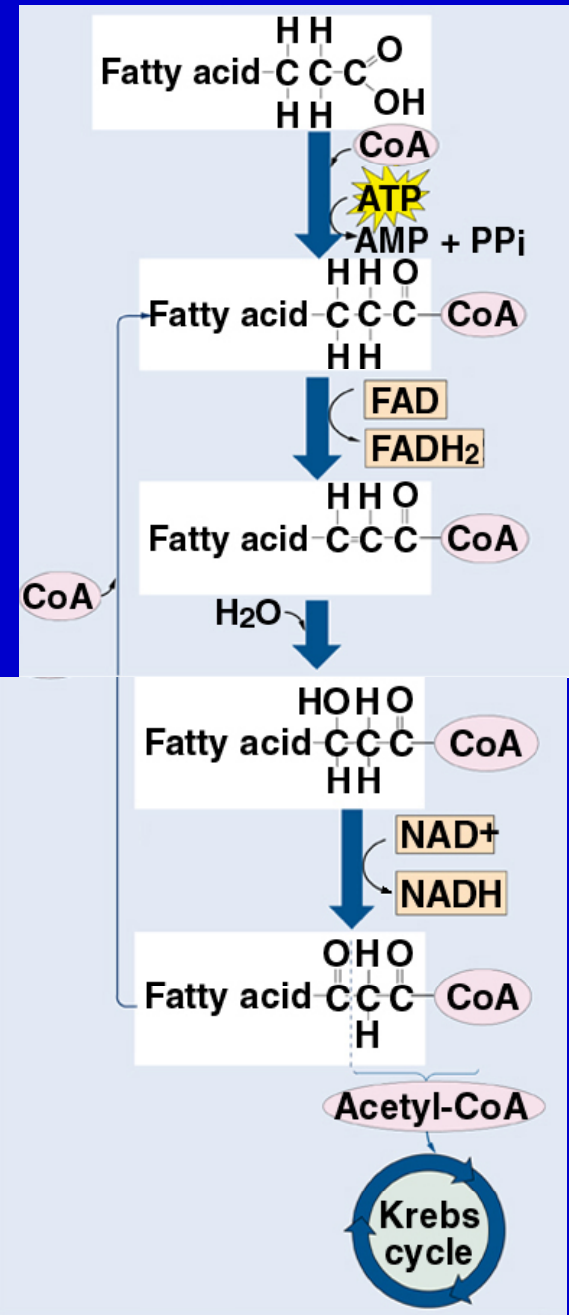 H H
Fatty acid C C C O
OH
H H
CoA
ATP
AMP + PPi
H H O
Fatty acid C C C CoA
H H
FAD
FADH2
H H O
Fatty acid C C C CoA
CoA
H2O
HO H O
Fatty acid C C C CoA
H H
NAD+
NADH
O H O
Fatty acid C C C CoA
H
Acetyl-CoA
Krebs
cycle